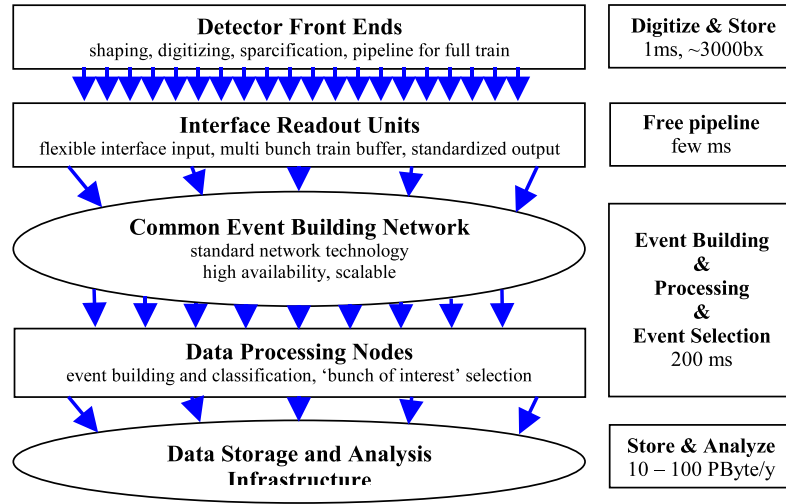 Detector Front Ends
shaping, digitizing, sparcification, pipeline for full train
Digitize & Store
1ms, ~3000bx
Interface Readout Units
flexible interface input, multi bunch train buffer, standardized output
Free pipeline
few ms
Common Event Building Network
standard network technology
high availability, scalable
Event Building
&
Processing
&
Event Selection
200 ms
Data Processing Nodes
event building and classification, ‘bunch of interest’ selection
Data Storage and Analysis
Infrastructure
Store & Analyze
10 – 100 PByte/y